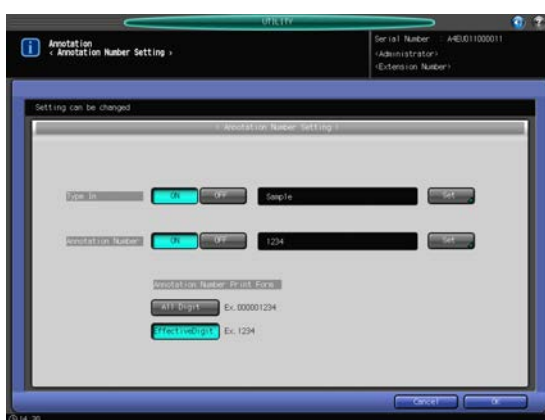 UTILITY
Annotation
< Annotation Number Setting >
Serial Number : A4EU011000011
<Administrator>
<Extension Number>
Setting can be changed
< Annotation Number Setting >
Type In ON OFF Sample Set
Annotation Number ON OFF 1234 Set
Annotation Number Print Form
All Digit Ex. 000001234
EffectiveDigit Ex. 1234
Cancel OK
14:30